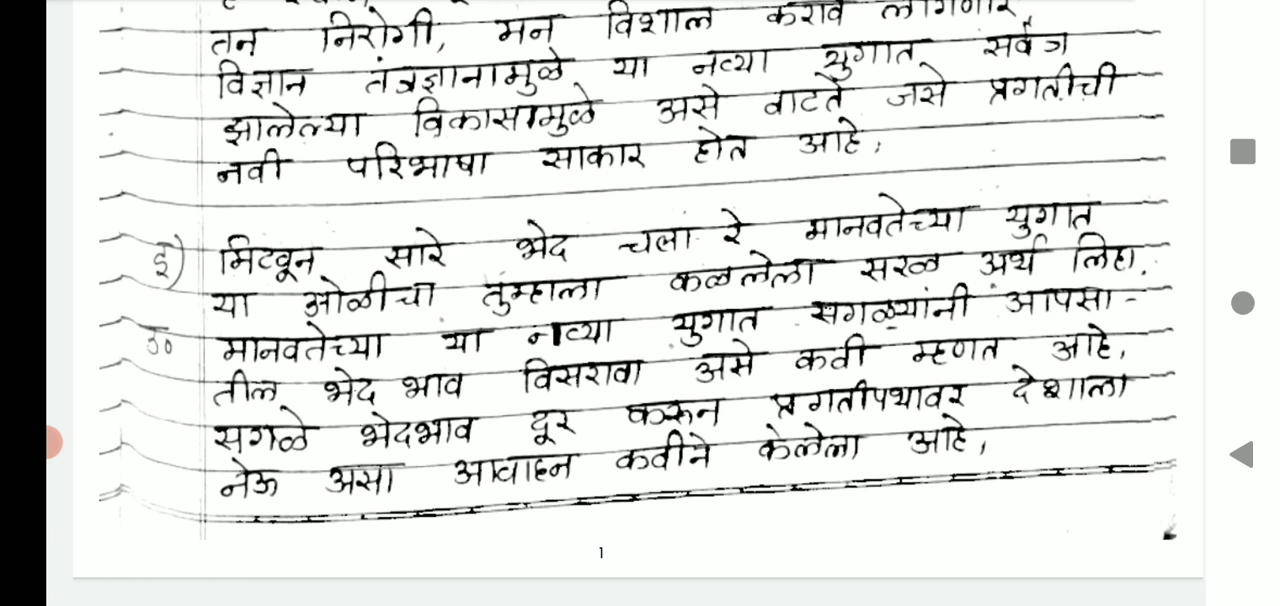 तन निरोगी, मन विशाल करावे लागणार,
विज्ञान तंत्रज्ञानामुळे या नव्या युगात सर्वत्र
झालेल्या विकासामुळे असे वाटते जसे प्रगतीची
नवी परिभाषा साकार होत आहे.
इ) मिटवून सारे भेद चला रे मानवतेच्या युगात
या ओळीचा तुम्हाला कळलेला सरळ अर्थ लिहा.
उ० मानवतेच्या या नव्या युगात सगळ्यांनी आपसा-
तील भेद भाव विसरावा असे कवी म्हणत आहे.
सगळे भेदभाव दूर करून प्रगतीपथावर देशाला
नेऊ असा आवाहन कवीने केलेला आहे.
1